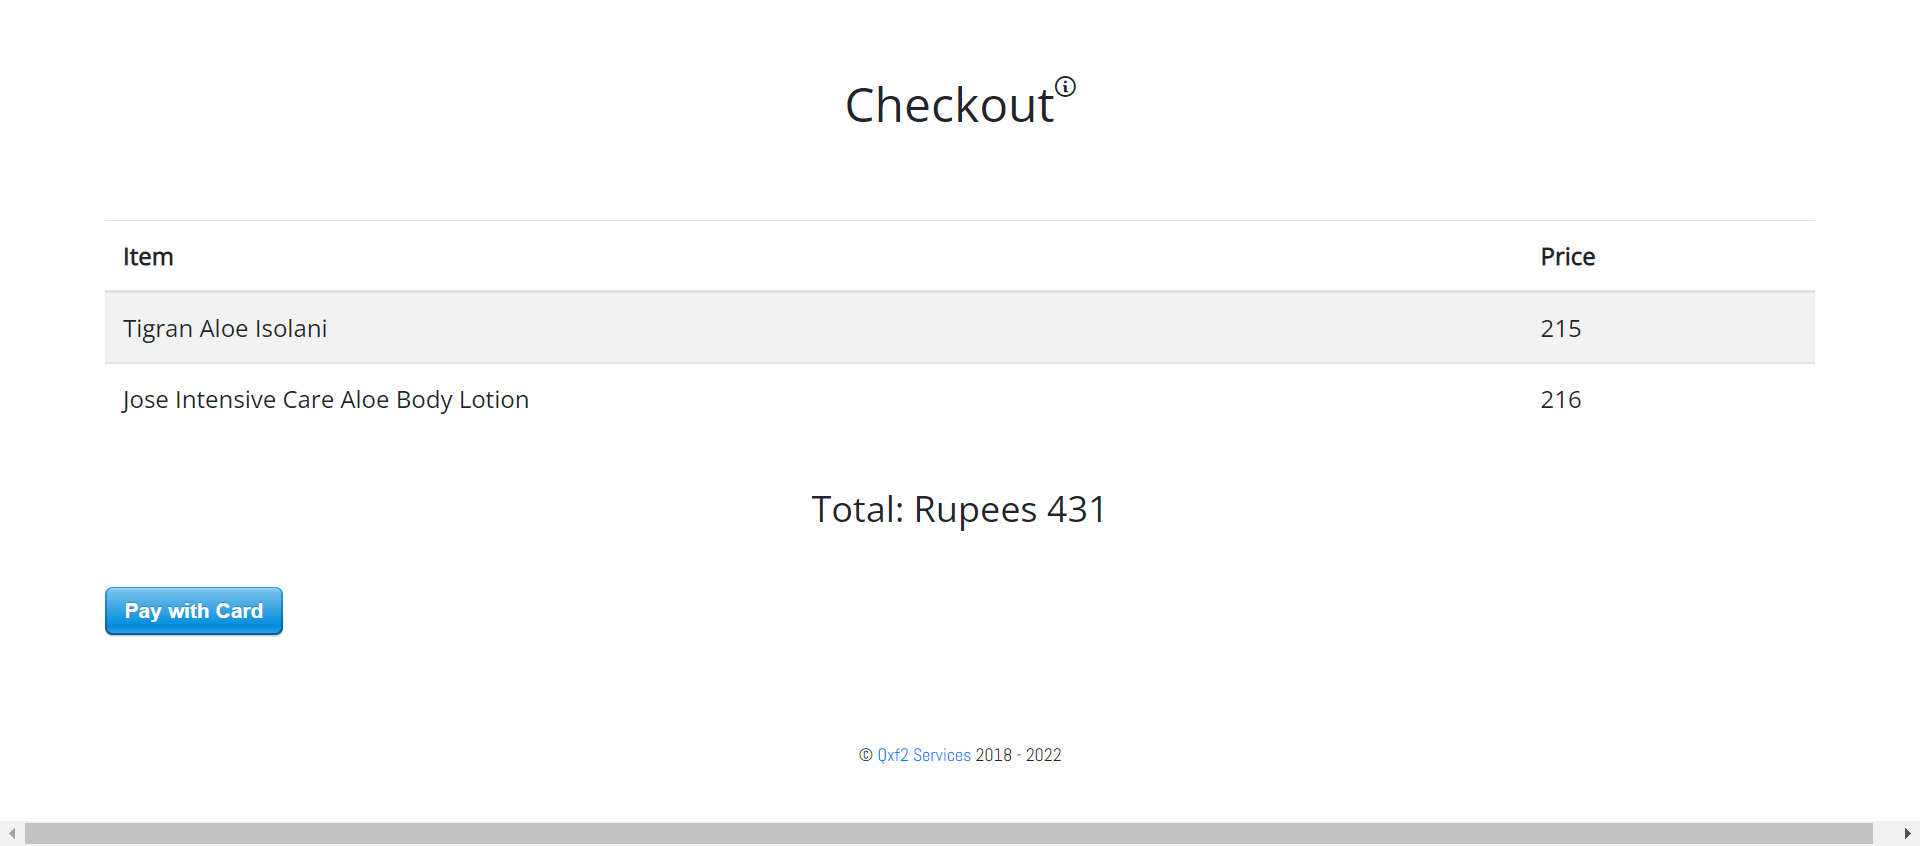 Checkout
Item Price
Tigran Aloe Isolani 215
Jose Intensive Care Aloe Body Lotion 216
Total: Rupees 431
Pay with Card
© Qxf2 Services 2018 - 2022